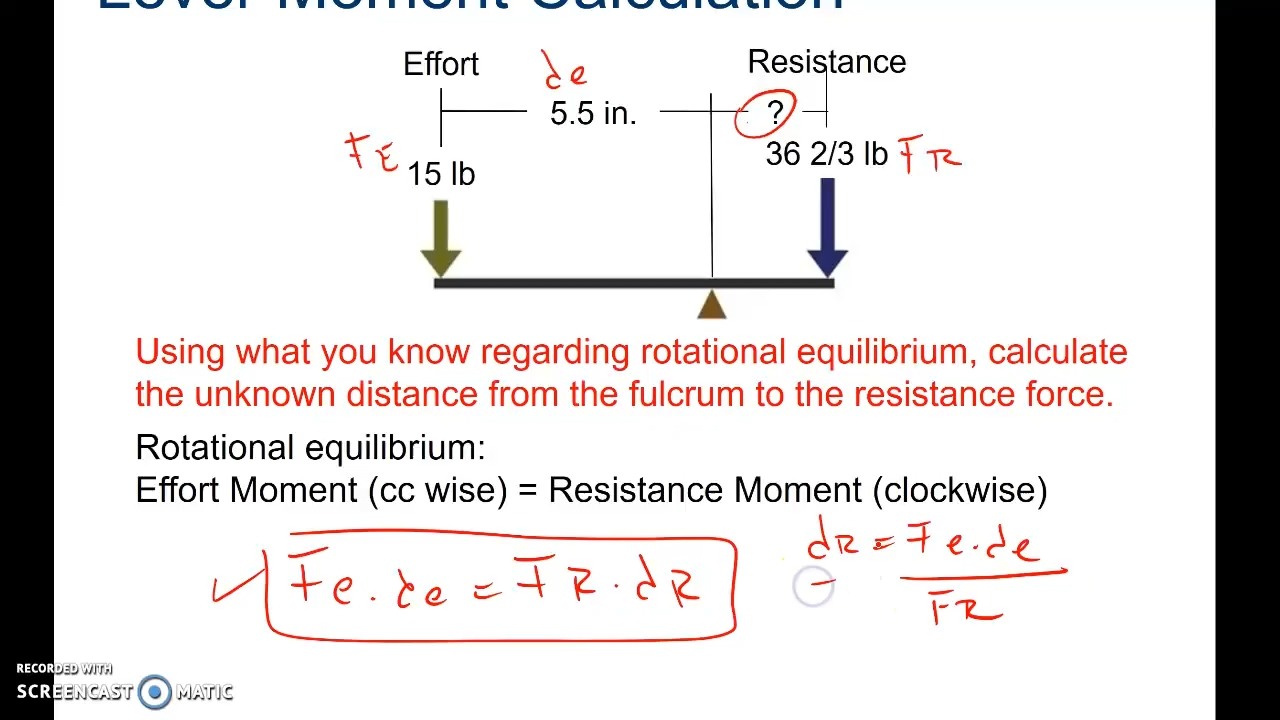 Lever Moment Calculation
Effort de Resistance
5.5 in. ?
FE 15 lb 36 2/3 lb FR
Using what you know regarding rotational equilibrium, calculate
the unknown distance from the fulcrum to the resistance force.
Rotational equilibrium:
Effort Moment (cc wise) = Resistance Moment (clockwise)
Fe . de = FR . dR
dR = Fe . de
FR
RECORDED WITH
SCREENCAST MATIC